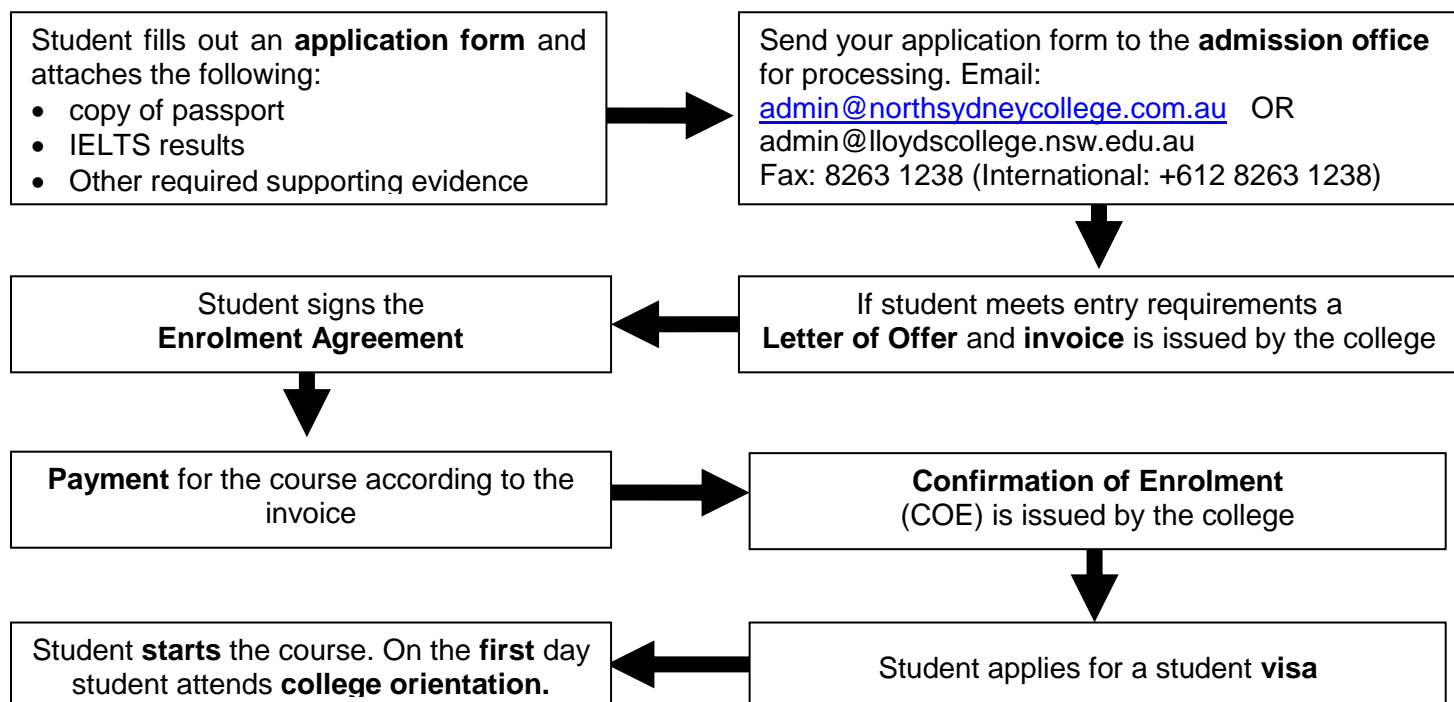 Student fills out an application form and
attaches the following:
• copy of passport
• IELTS results
• Other required supporting evidence
Send your application form to the admission office
for processing. Email:
admin@northsydneycollege.com.au OR
admin@lloydscollege.nsw.edu.au
Fax: 8263 1238 (International: +612 8263 1238)
If student meets entry requirements a
Letter of Offer and invoice is issued by the college
Student signs the
Enrolment Agreement
Payment for the course according to the
invoice
Confirmation of Enrolment
(COE) is issued by the college
Student applies for a student visa
Student starts the course. On the first day
student attends college orientation.